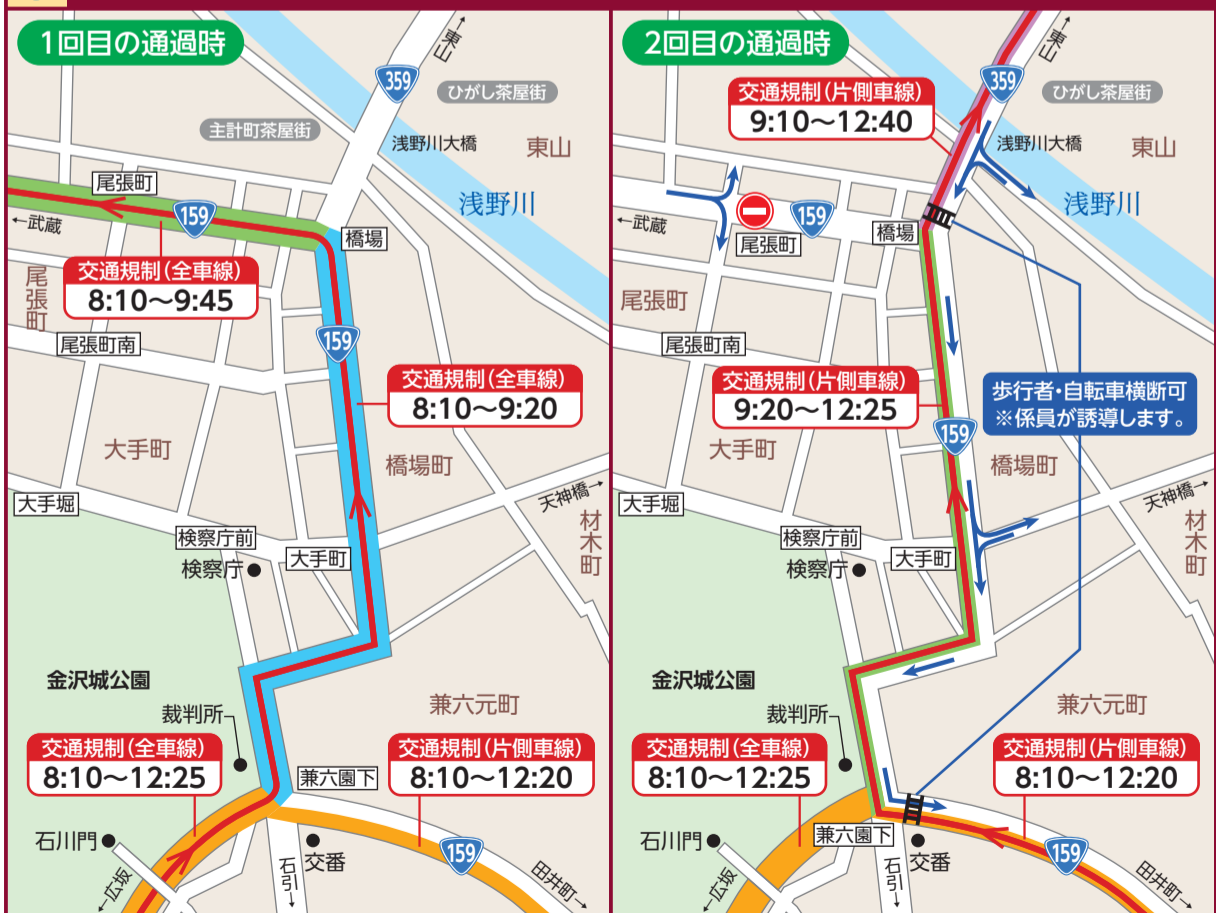 1回目の通過時
↑東山
359
ひがし茶屋街
主計町茶屋街
浅野川大橋
東山
尾張町
浅野川
159
←武蔵
橋場
交通規制(全車線)
8:10〜9:45
尾張町
159
尾張町南
交通規制(全車線)
8:10〜9:20
大手町
橋場町
大手堀
天神橋→
検察庁前
材木町
大手町
検察庁
金沢城公園
兼六元町
裁判所
交通規制(全車線)
8:10〜12:25
兼六園下
交通規制(片側車線)
8:10〜12:20
石川門
交番
159
←広坂
石引→
田井町→
2回目の通過時
↑東山
359
交通規制(片側車線)
9:10〜12:40
ひがし茶屋街
浅野川大橋
東山
浅野川
159
←武蔵
尾張町
橋場
尾張町
尾張町南
交通規制(片側車線)
9:20〜12:25
歩行者・自転車横断可
※係員が誘導します。
159
大手町
橋場町
大手堀
天神橋→
検察庁前
材木町
大手町
検察庁
金沢城公園
兼六元町
裁判所
交通規制(全車線)
8:10〜12:25
交通規制(片側車線)
8:10〜12:20
兼六園下
石川門
交番
159
←広坂
石引→
田井町→